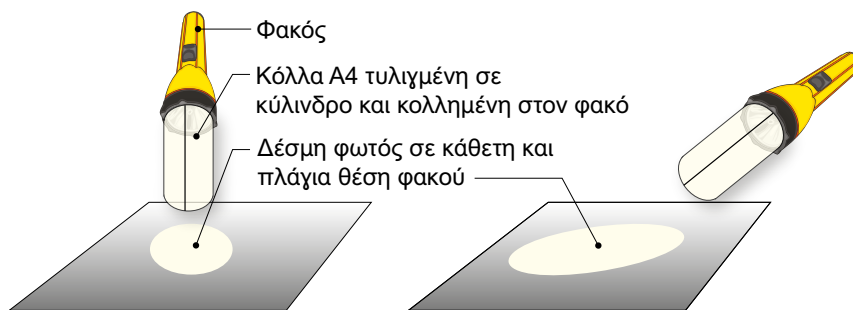 Φακός
Κόλλα Α4 τυλιγμένη σε
κύλινδρο και κολλημένη στον φακό
Δέσμη φωτός σε κάθετη και
πλάγια θέση φακού